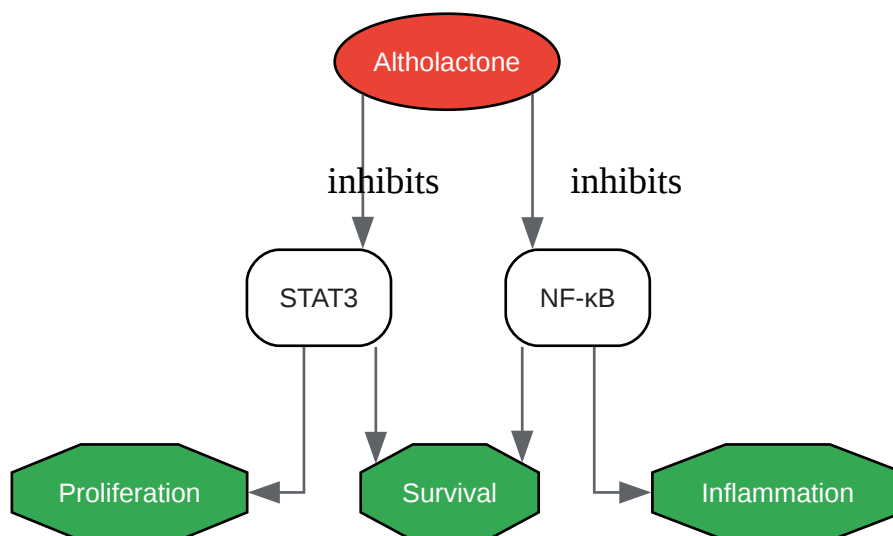 Altholactone
inhibits
inhibits
STAT3
NF-κB
Proliferation
Survival
Inflammation